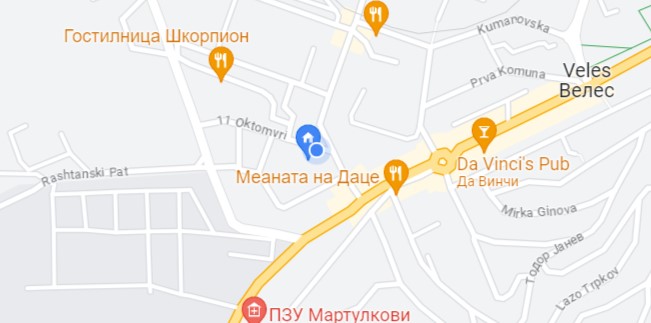 Kumanovska
Гостилница Шкорпион
Prva Komuna
Veles
Велес
11 Oktomvri
Da Vinci's Pub
Да Винчи
Rashtanski Pat
Меаната на Даце
Mirka Ginova
Тодор Јанев
Lazo Trpkov
ПЗУ Мартулкови